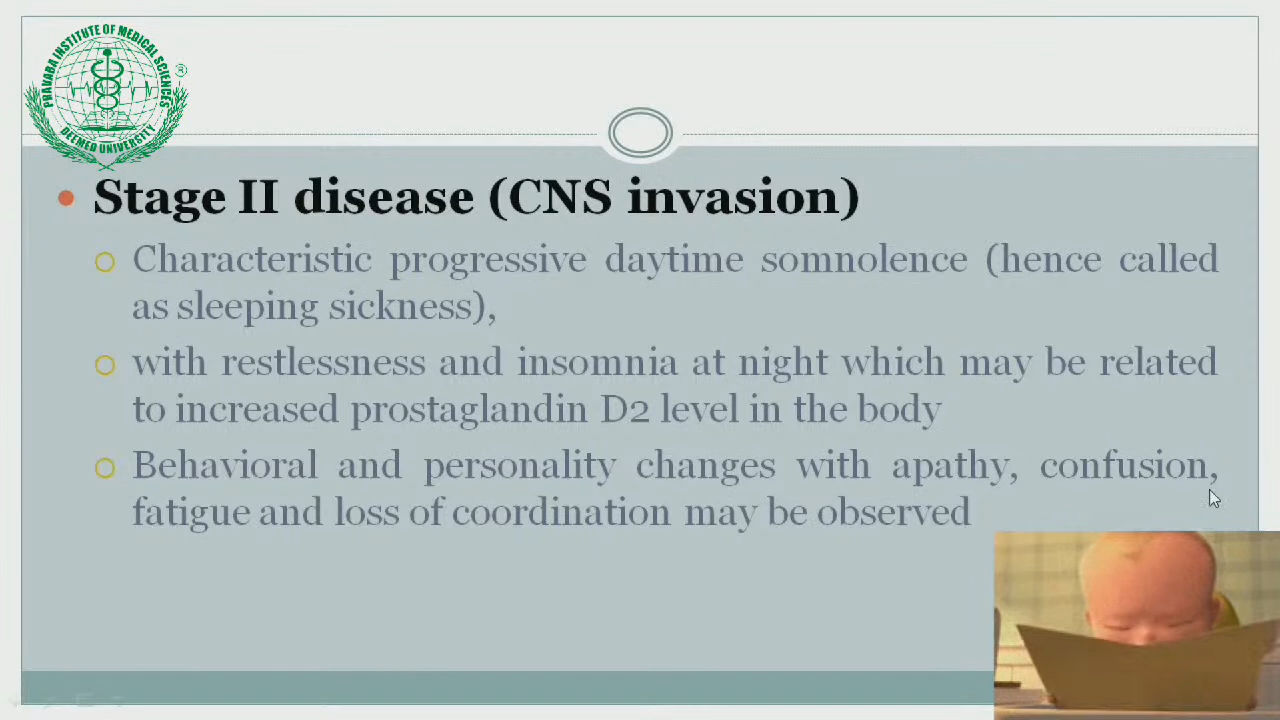 PRAVARA INSTITUTE OF MEDICAL SCIENCES
®
DEEMED UNIVERSITY
Stage II disease (CNS invasion)
Characteristic progressive daytime somnolence (hence called
as sleeping sickness),
with restlessness and insomnia at night which may be related
to increased prostaglandin D2 level in the body
Behavioral and personality changes with apathy, confusion,
fatigue and loss of coordination may be observed